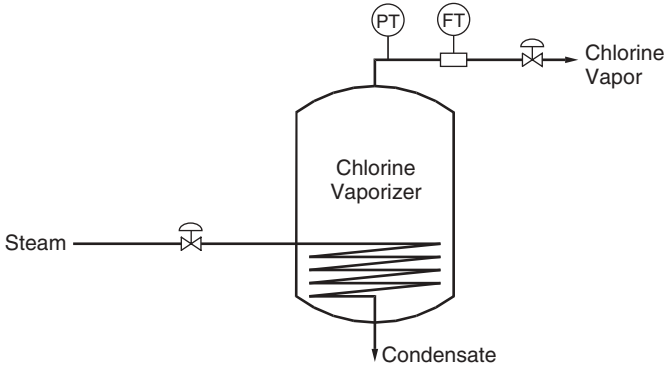 PT
FT
Chlorine
Vapor
Chlorine
Vaporizer
Steam
Condensate